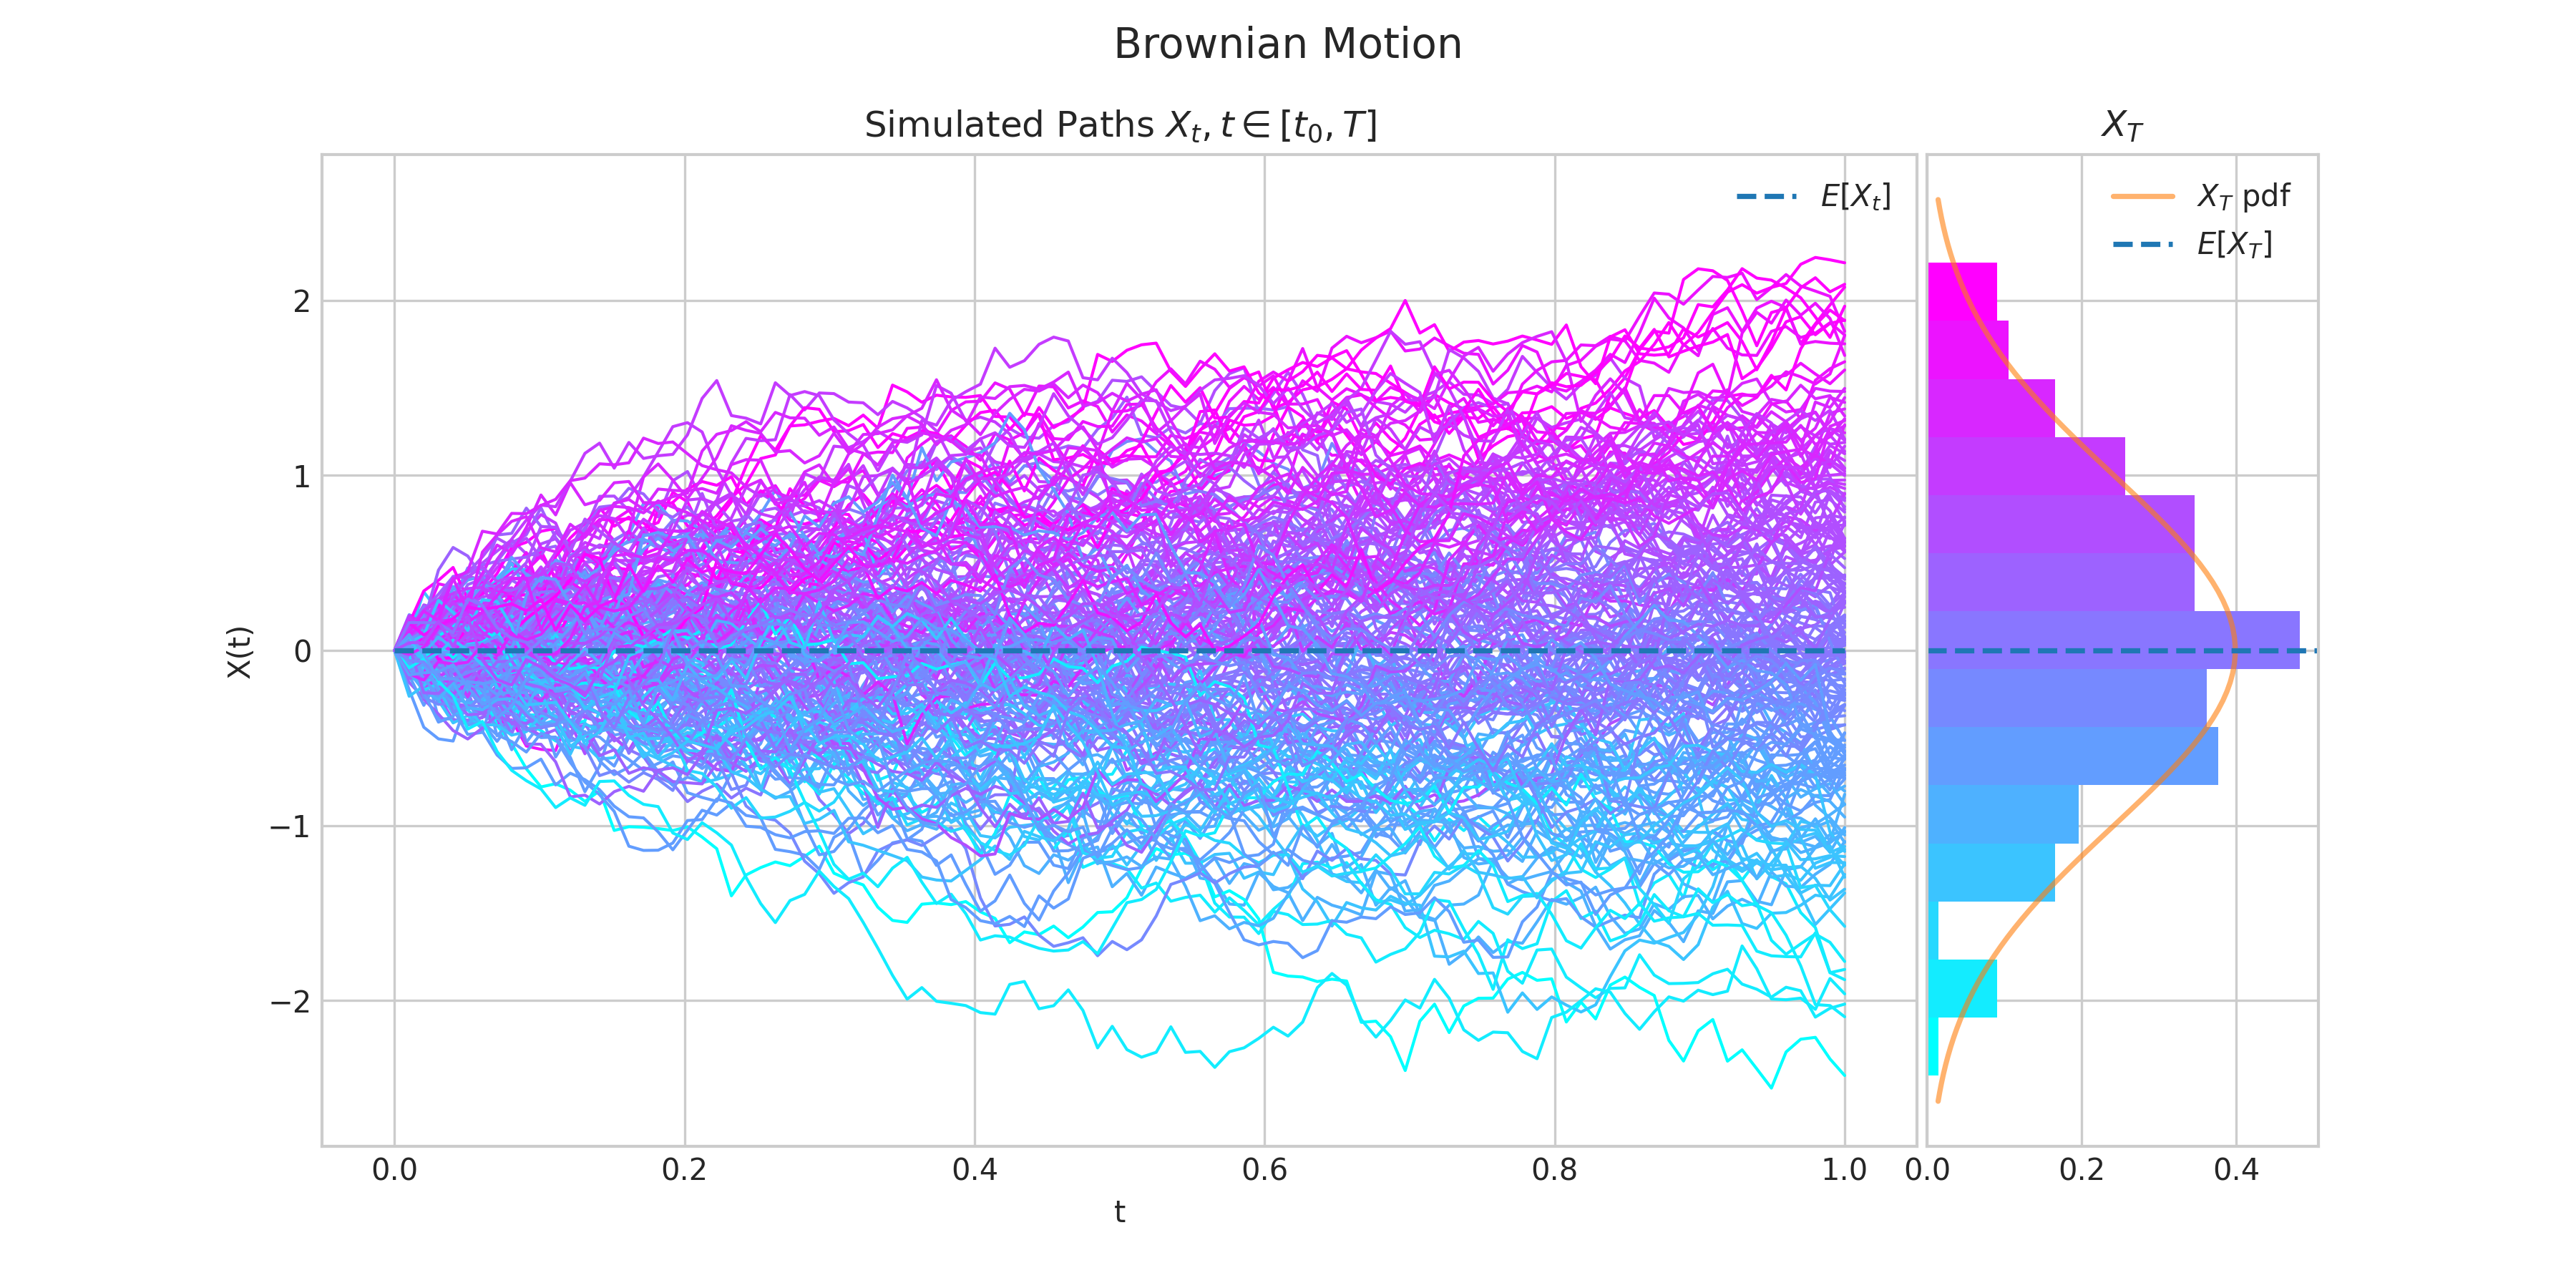 Brownian Motion
Simulated Paths $X_t, t \in [t_0, T]$
$X_T$
$E[X_t]$
$X_T$ pdf
$E[X_T]$
X(t)
2
1
0
−1
−2
0.0 0.2 0.4 0.6 0.8 1.0
0.0 0.2 0.4
t